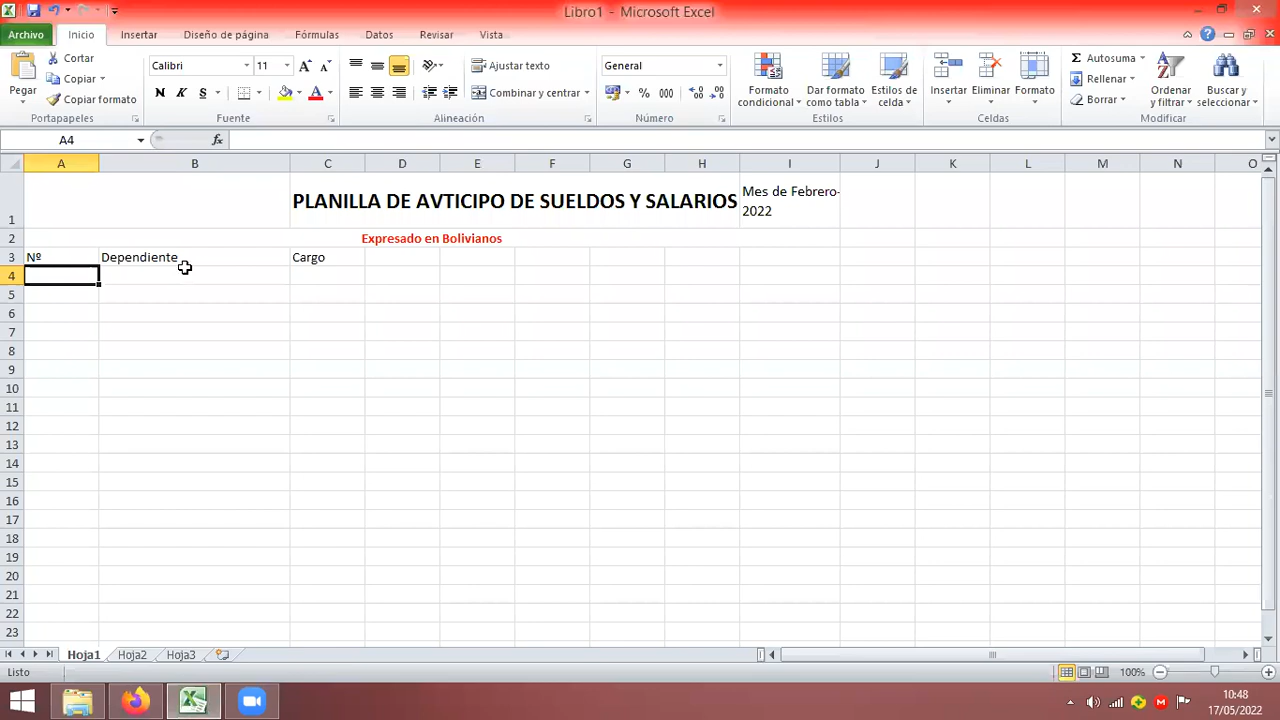 Libro1 - Microsoft Excel
Archivo Inicio Insertar Diseño de página Fórmulas Datos Revisar Vista
Pegar
Cortar
Copiar
Copiar formato
Portapapeles
Calibri 11
N K S
Fuente
Ajustar texto
Combinar y centrar
Alineación
General
% 000
Número
Formato condicional
Dar formato como tabla
Estilos de celda
Estilos
Insertar
Eliminar
Formato
Celdas
Autosuma
Rellenar
Borrar
Ordenar y filtrar
Buscar y seleccionar
Modificar
A4 fx
A B C D E F G H I J K L M N O
1 PLANILLA DE AVTICIPO DE SUELDOS Y SALARIOS Mes de Febrero-
2022
2 Expresado en Bolivianos
3 Nº Dependiente Cargo
4
5
6
7
8
9
10
11
12
13
14
15
16
17
18
19
20
21
22
23
Hoja1 Hoja2 Hoja3
Listo 100%
10:48
17/05/2022